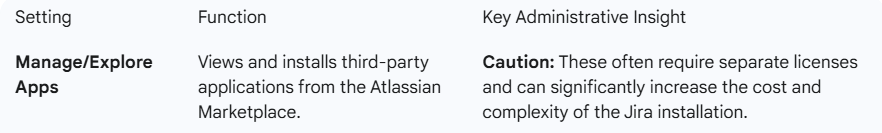 Setting Function Key Administrative Insight
Manage/Explore Apps
Views and installs third-party
applications from the Atlassian
Marketplace.
Caution: These often require separate licenses
and can significantly increase the cost and
complexity of the Jira installation.